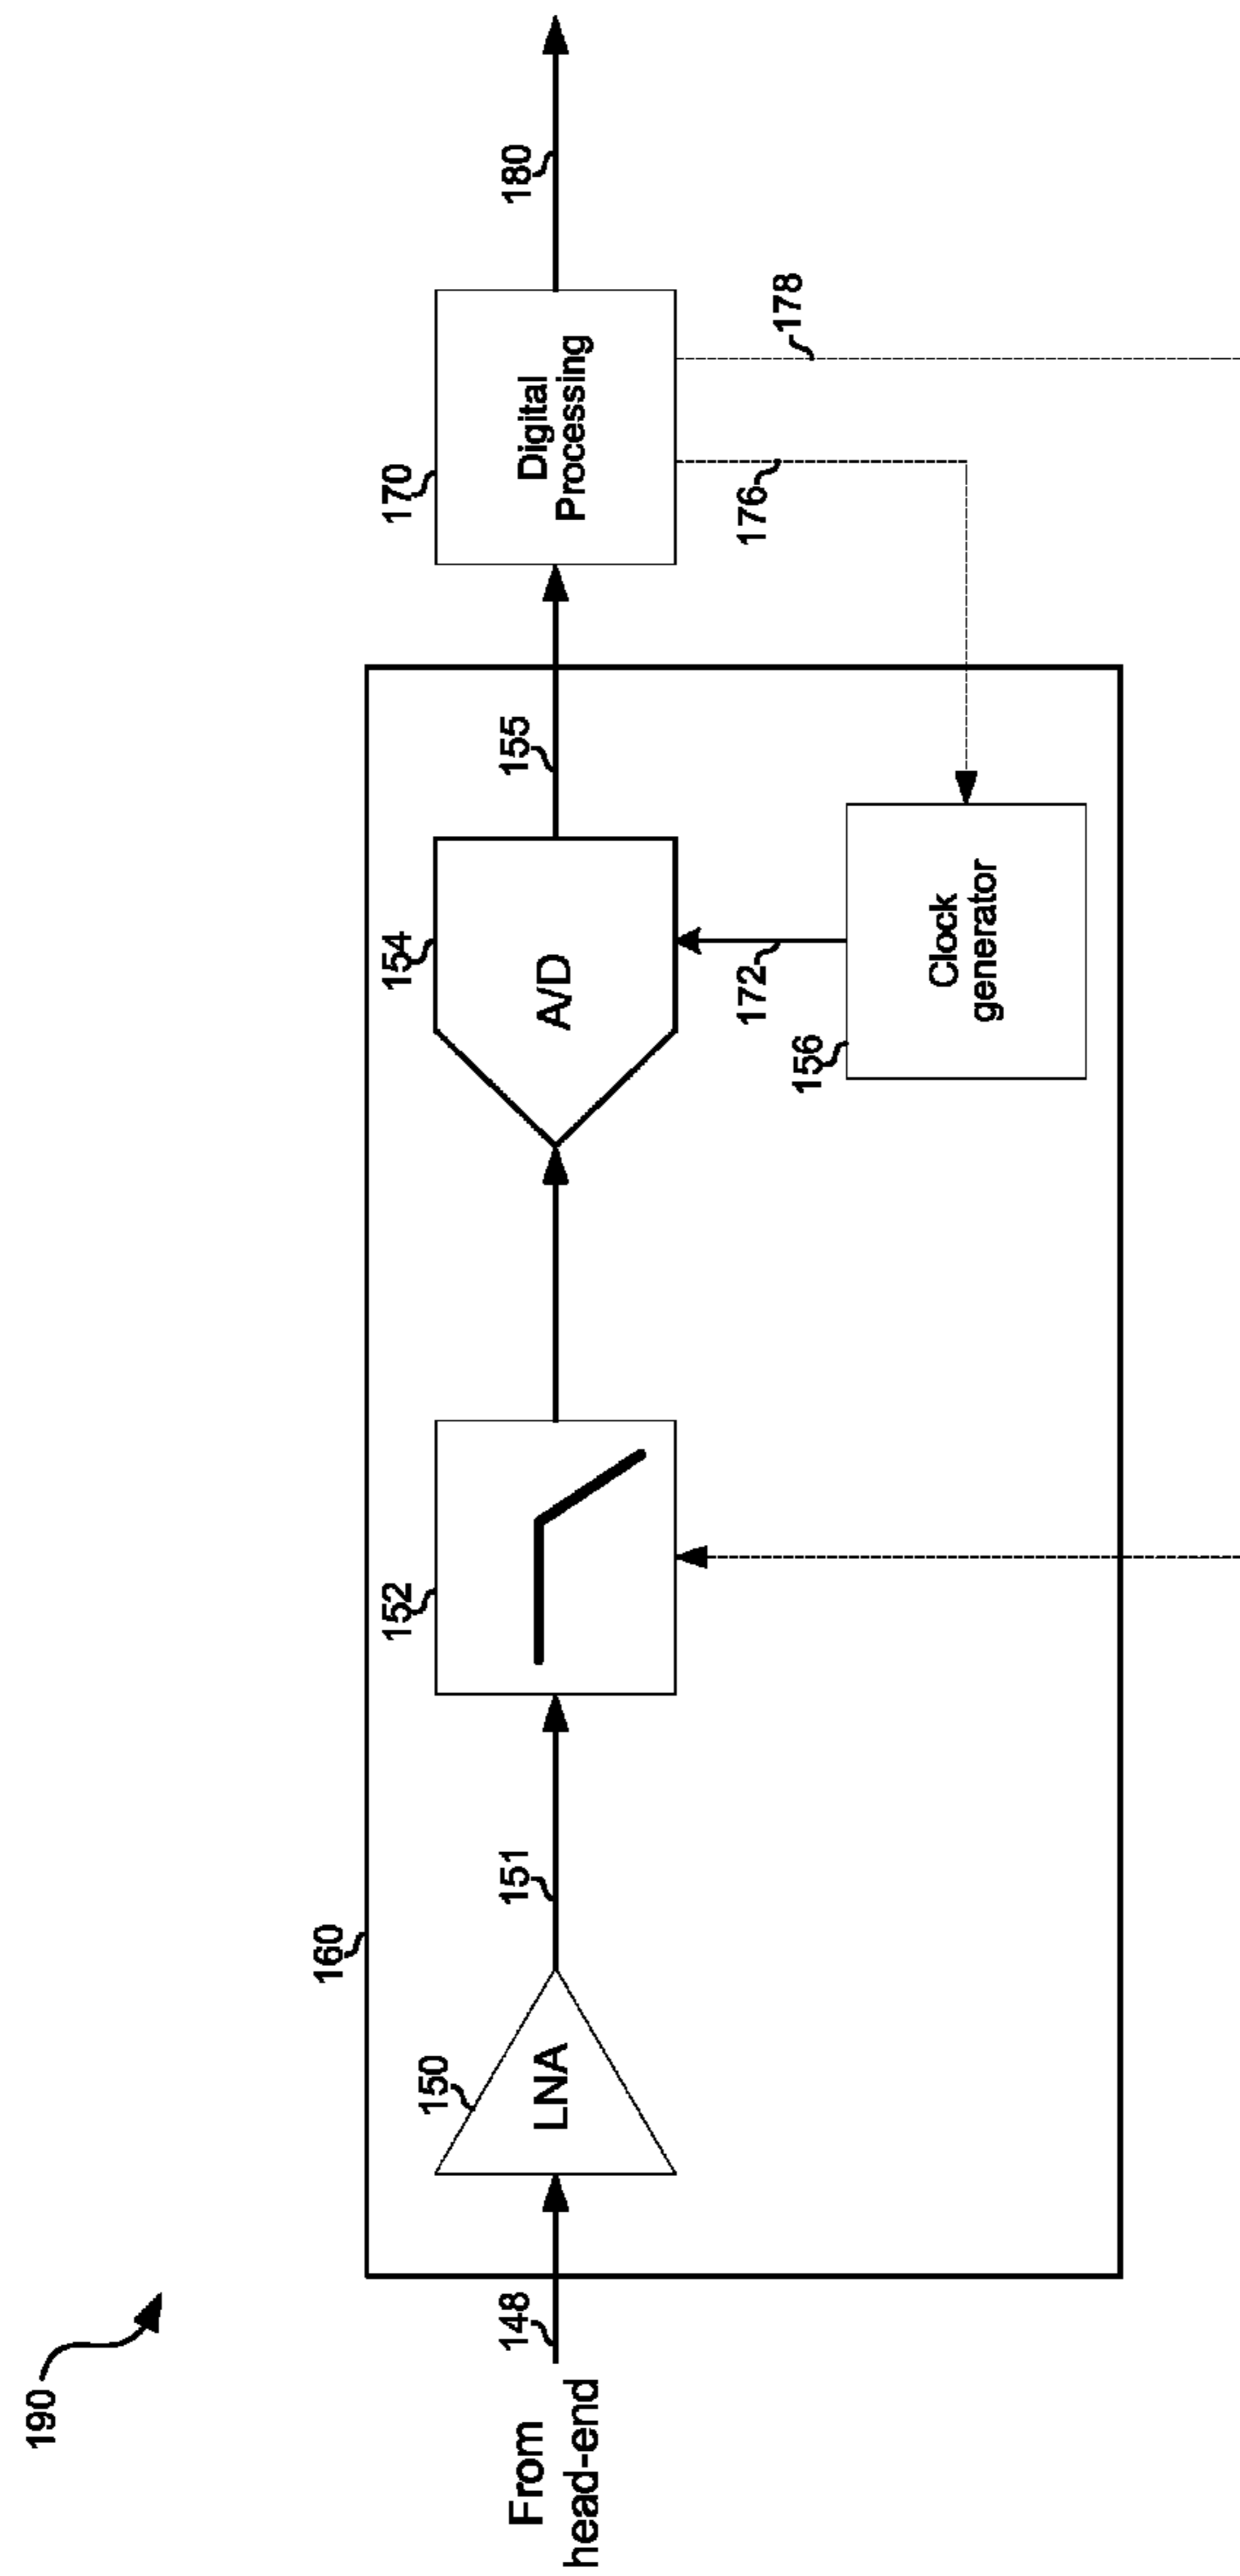 190
From
head-end
148
160
150
LNA
151
152
154
A/D
155
172
156
Clock
generator
170
Digital
Processing
176
178
180